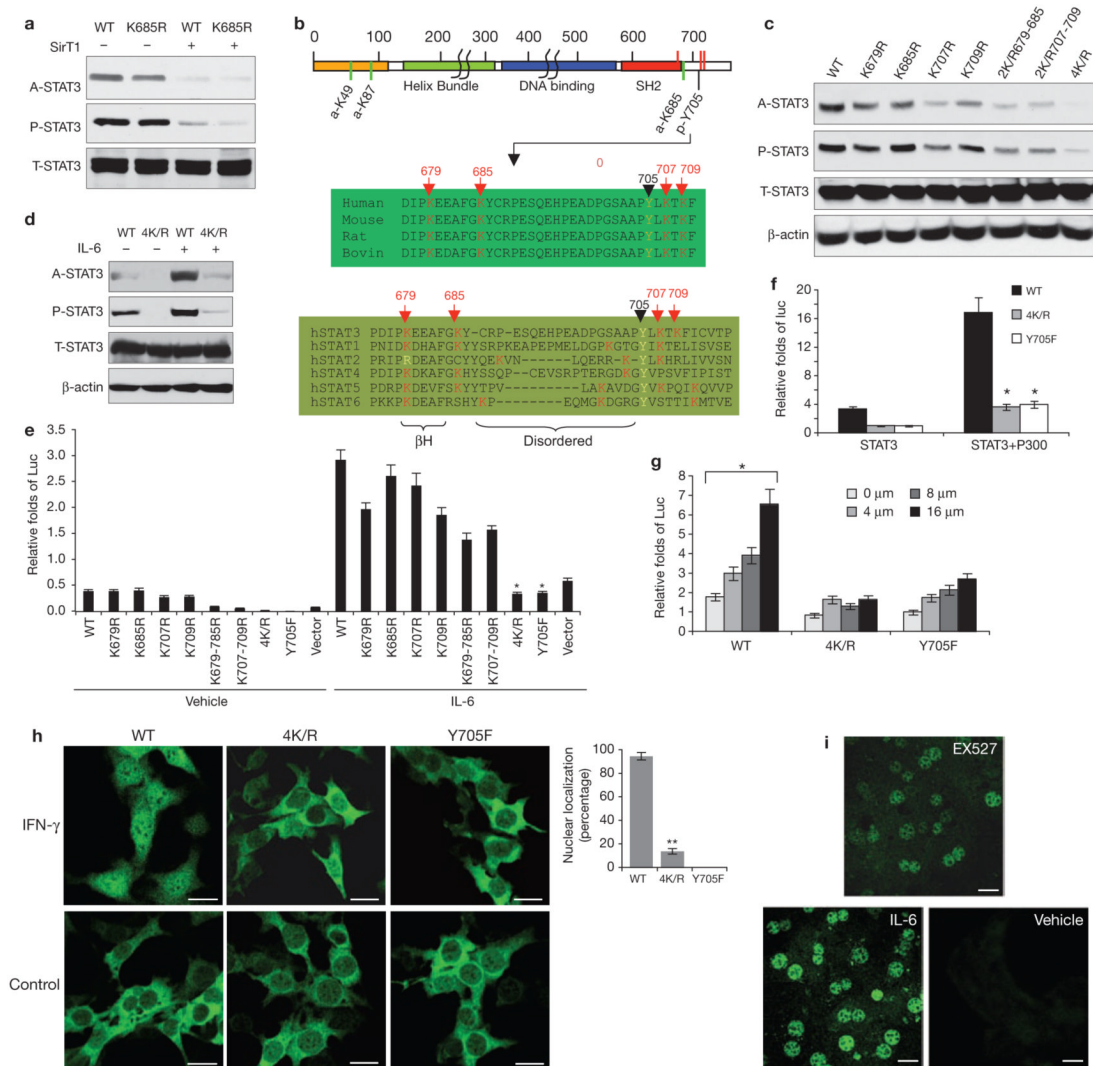 a
WT K685R WT K685R
SirT1 – – + +
A-STAT3
P-STAT3
T-STAT3
b
0 100 200 300 400 500 600 700
Helix Bundle DNA binding SH2
a-K49 a-K87 a-K685 p-Y705
0
679 685 705 707 709
Human DIPKEEAFGKYCRPESQEHPEADPGSAAPYLKTKF
Mouse DIPKEEAFGKYCRPESQEHPEADPGSAAPYLKTKF
Rat DIPKEEAFGKYCRPESQEHPEADPGSAAPYLKTKF
Bovin DIPKEDAFGKYCRPESQEHPEADPGSAAPYLKTKF
679 685 705 707 709
hSTAT3 PDIPKEEAFGKYY-CRP-ESQEHPEADPGSAAP-YLKTKFICVTP
hSTAT1 PNIDKDHAFGKYYSRPKEAPEPMELDGPKGTGYIKTELISVSE
hSTAT2 PRIPRDEAFGCYYQEKVN----LQERR-KYLKHRLIVVSN
hSTAT4 PDIPKDKAFGKHYSSQP-CEVSRPTERGDKGYVPSVFIPIST
hSTAT5 PADRPKDEVFSKYYTPV------LAKAVDGYVKPQIKQVVP
hSTAT6 PKKPKDEAFRSHYKP-------EQMGKDGRGYVSTTIKMTVE
βH Disordered
c
WT K679R K685R K707R K709R 2K/R679-685 2K/R707-709 4K/R
A-STAT3
P-STAT3
T-STAT3
β-actin
d
WT 4K/R WT 4K/R
IL-6 – – + +
A-STAT3
P-STAT3
T-STAT3
β-actin
e
Relative folds of Luc
3.5
3.0
2.5
2.0
1.5
1.0
0.5
0.0
* *
WT K679R K685R K707R K709R K679-785R K707-709R 4K/R Y705F Vector WT K679R K685R K707R K709R K679-785R K707-709R 4K/R Y705F Vector
Vehicle IL-6
f
Relative folds of luc
20
16
12
8
4
0
WT
4K/R
Y705F
* *
STAT3 STAT3+P300
g
Relative folds of Luc
8
7
6
5
4
3
2
1
0
*
0 µm 8 µm
4 µm 16 µm
WT 4K/R Y705F
h
WT 4K/R Y705F
IFN-γ
Control
Nuclear localization
(percentage)
100
80
60
40
20
0
**
WT 4K/R Y705F
i
EX527
IL-6 Vehicle